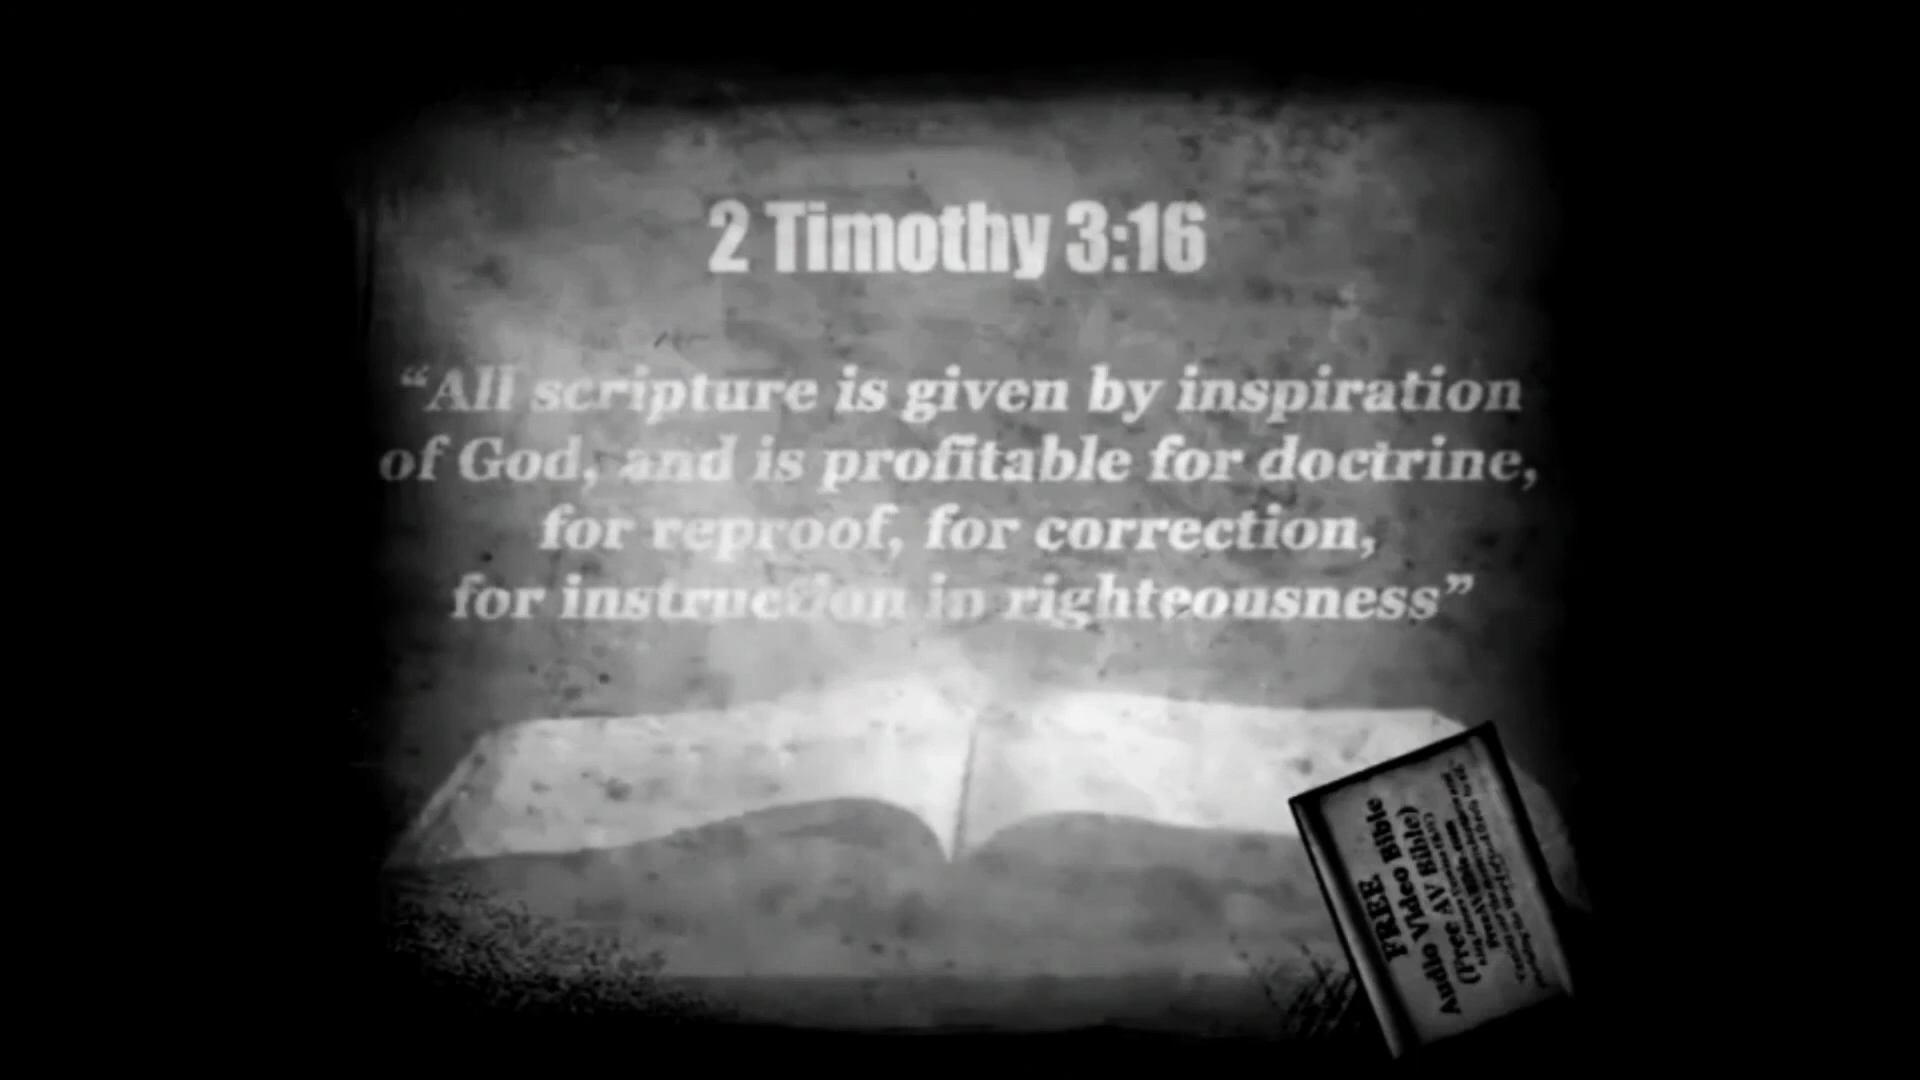 2 Timothy 3:16
“All scripture is given by inspiration
of God, and is profitable for doctrine,
for reproof, for correction,
for instruction in righteousness”
FREE
Audio Video Bible
(Free AV Bible)